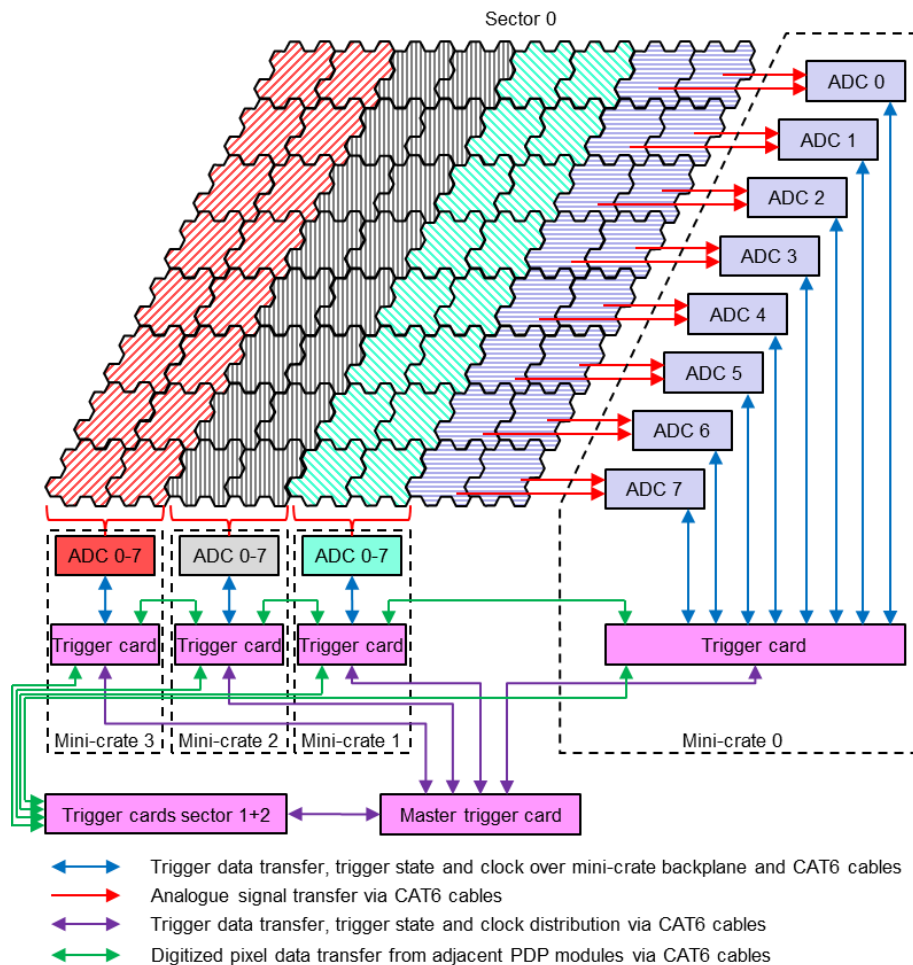 Sector 0
ADC 0
ADC 1
ADC 2
ADC 3
ADC 4
ADC 5
ADC 6
ADC 7
ADC 0-7
ADC 0-7
ADC 0-7
Trigger card
Trigger card
Trigger card
Trigger card
Mini-crate 3
Mini-crate 2
Mini-crate 1
Mini-crate 0
Trigger cards sector 1+2
Master trigger card
Trigger data transfer, trigger state and clock over mini-crate backplane and CAT6 cables
Analogue signal transfer via CAT6 cables
Trigger data transfer, trigger state and clock distribution via CAT6 cables
Digitized pixel data transfer from adjacent PDP modules via CAT6 cables